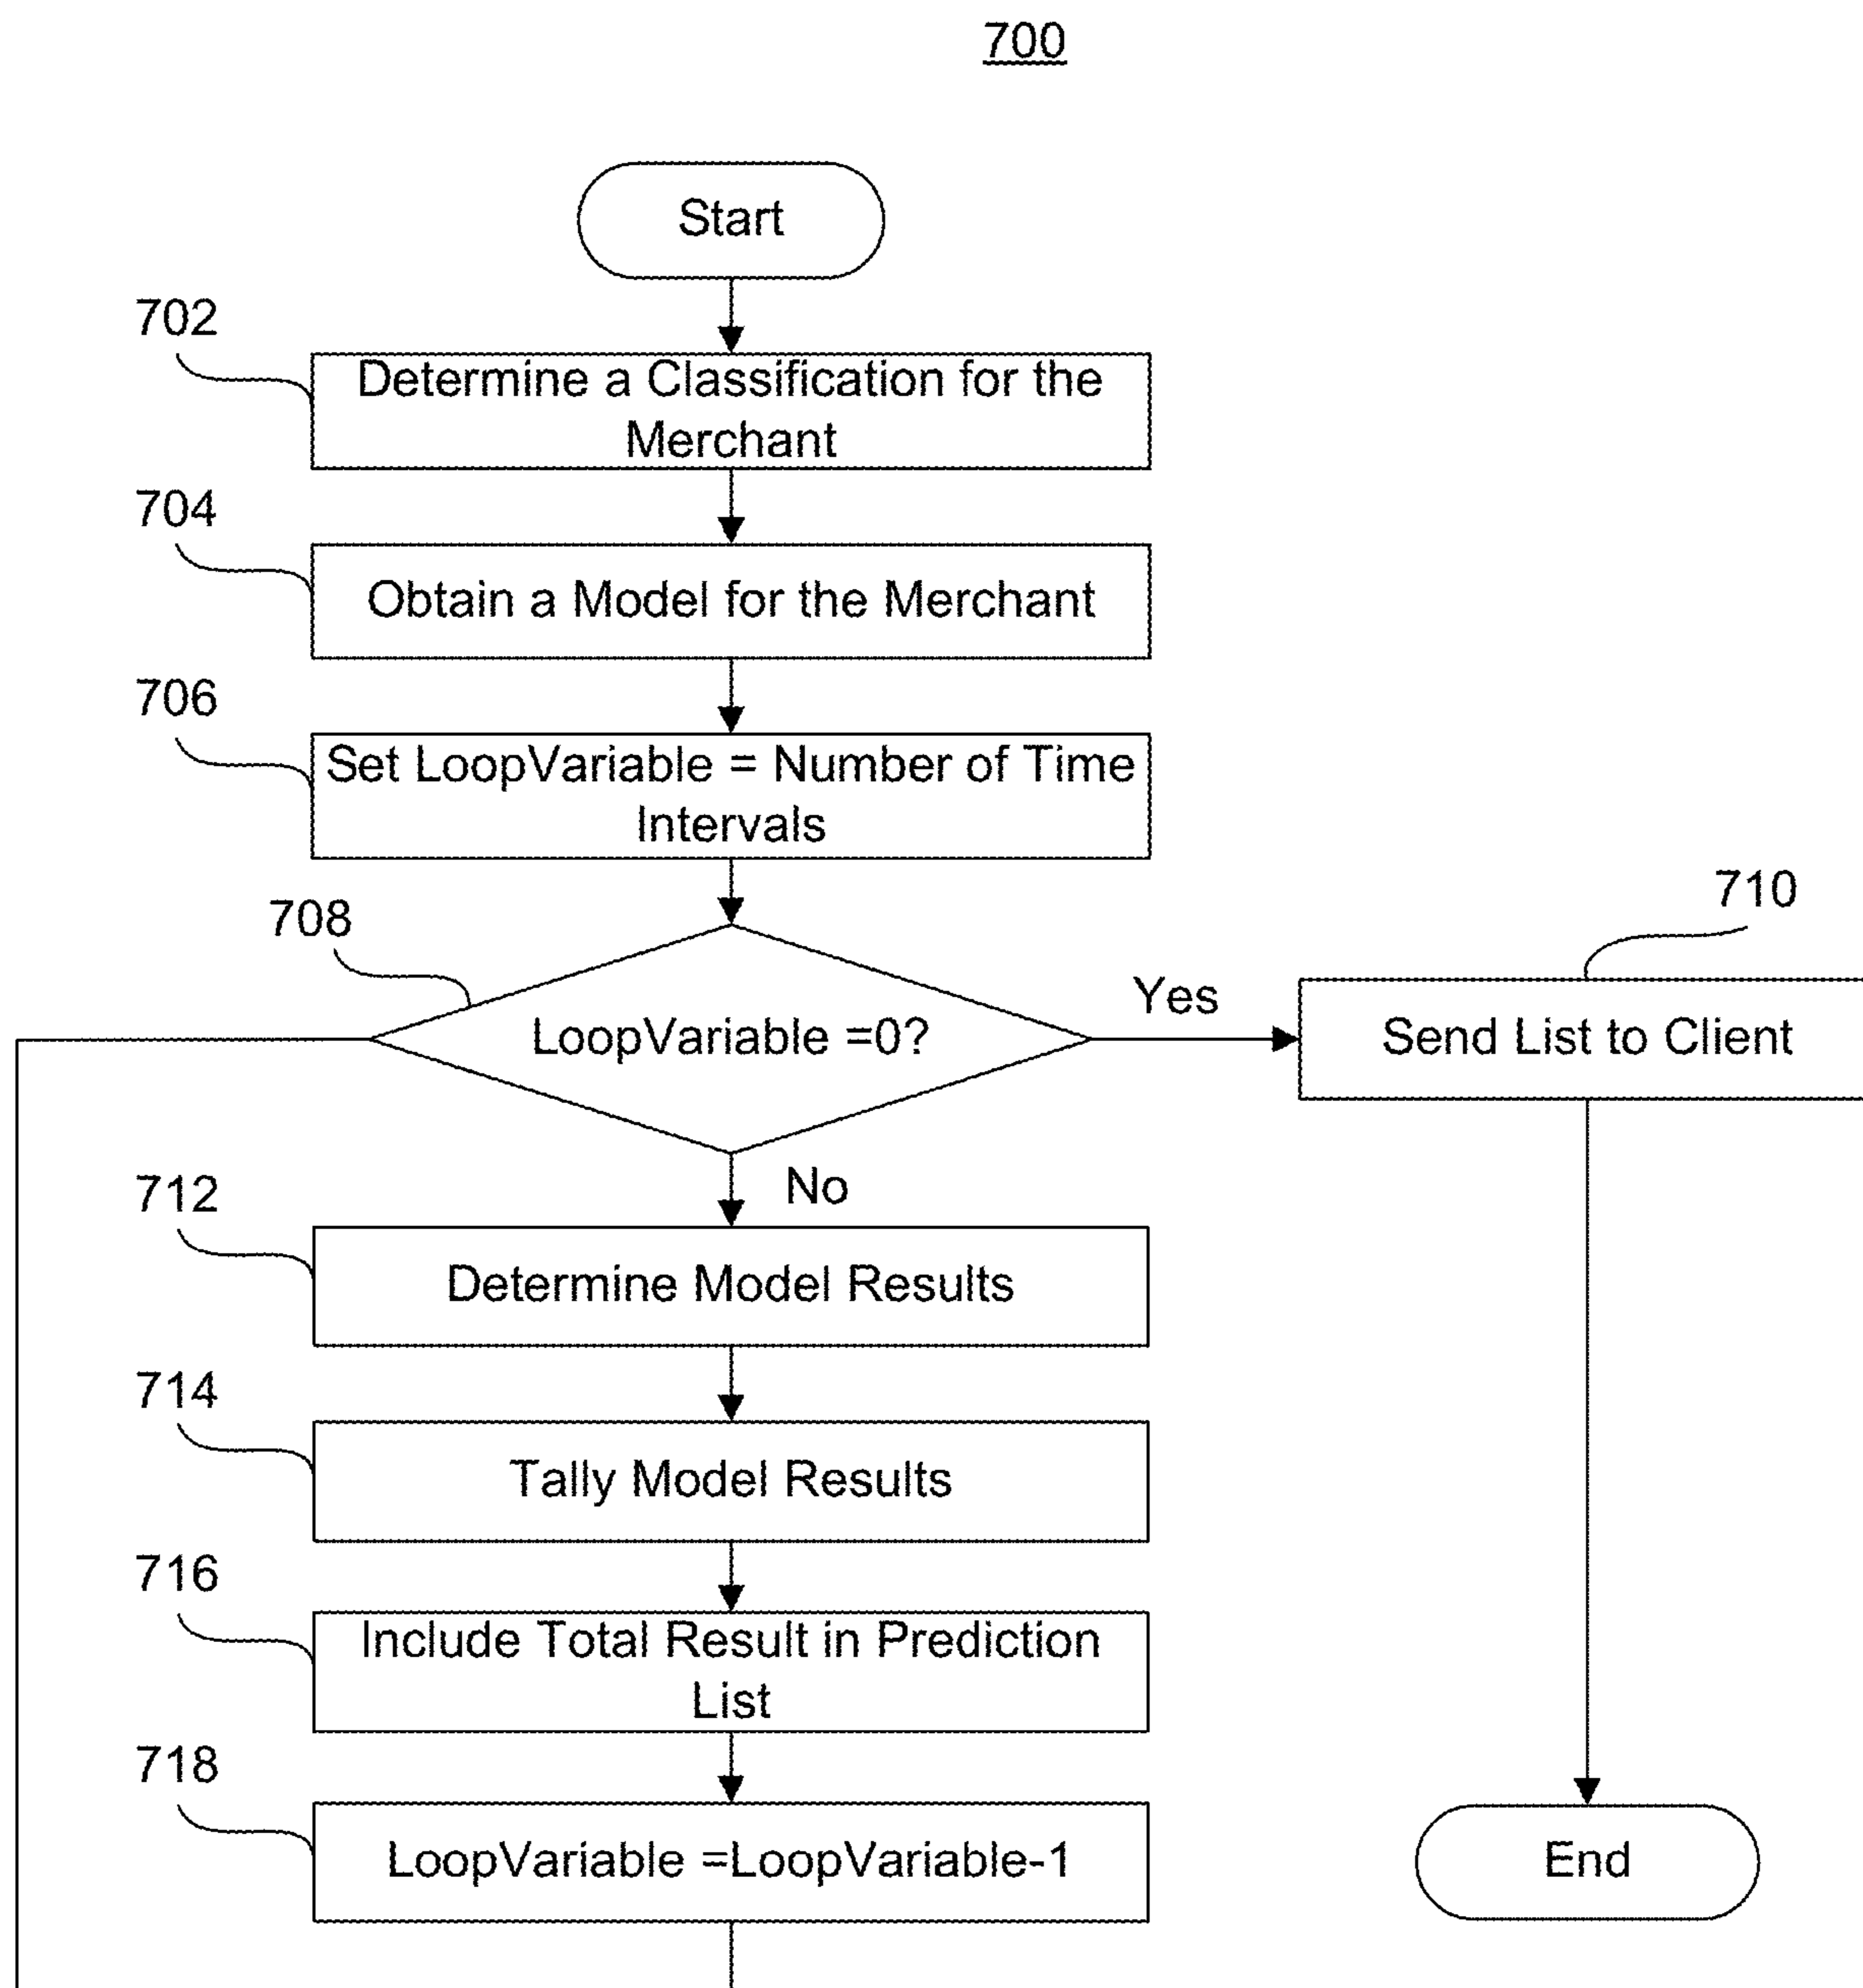 700
Start
702
Determine a Classification for the
Merchant
704
Obtain a Model for the Merchant
706
Set LoopVariable = Number of Time
Intervals
708
LoopVariable =0?
Yes
710
Send List to Client
No
712
Determine Model Results
714
Tally Model Results
716
Include Total Result in Prediction
List
718
LoopVariable =LoopVariable-1
End